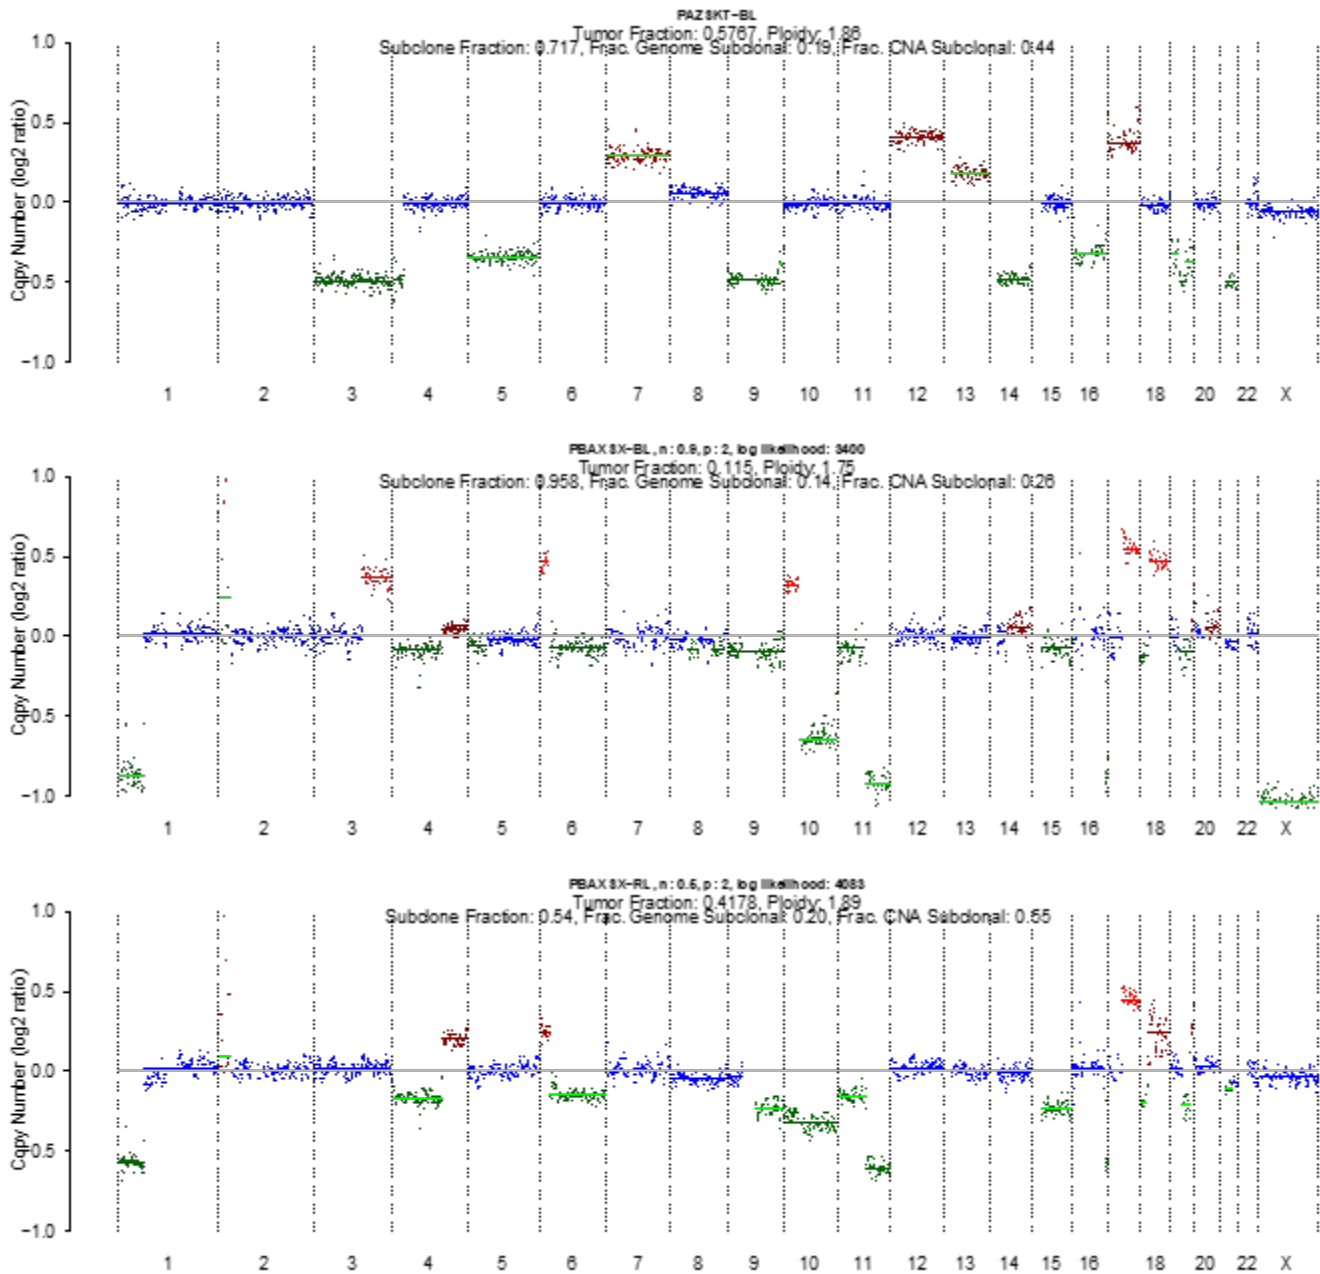 PAZSKT-BL
Tumor Fraction: 0.5767, Ploidy: 1.86
Subclone Fraction: 0.717, Frac. Genome Subclonal: 0.19, Frac. CNA Subclonal: 0.44
Copy Number (log2 ratio)
1.0
0.5
0.0
−0.5
−1.0
1 2 3 4 5 6 7 8 9 10 11 12 13 14 15 16 18 20 22 X
PBAXSX-BL, n: 0.9, p: 2, log likelihood: 3400
Tumor Fraction: 0.115, Ploidy: 1.75
Subclone Fraction: 0.958, Frac. Genome Subclonal: 0.14, Frac. CNA Subclonal: 0.26
Copy Number (log2 ratio)
1.0
0.5
0.0
−0.5
−1.0
1 2 3 4 5 6 7 8 9 10 11 12 13 14 15 16 18 20 22 X
PBAXSX-RL, n: 0.5, p: 2, log likelihood: 4083
Tumor Fraction: 0.4178, Ploidy: 1.89
Subclone Fraction: 0.54, Frac. Genome Subclonal: 0.20, Frac. CNA Subclonal: 0.55
Copy Number (log2 ratio)
1.0
0.5
0.0
−0.5
−1.0
1 2 3 4 5 6 7 8 9 10 11 12 13 14 15 16 18 20 22 X